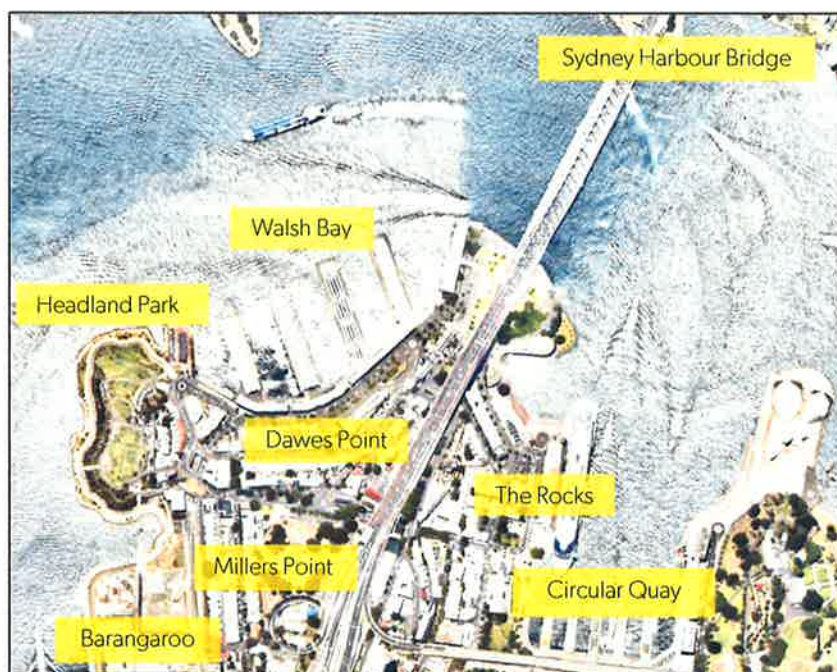 Sydney Harbour Bridge
Walsh Bay
Headland Park
Dawes Point
The Rocks
Millers Point
Circular Quay
Barangaroo